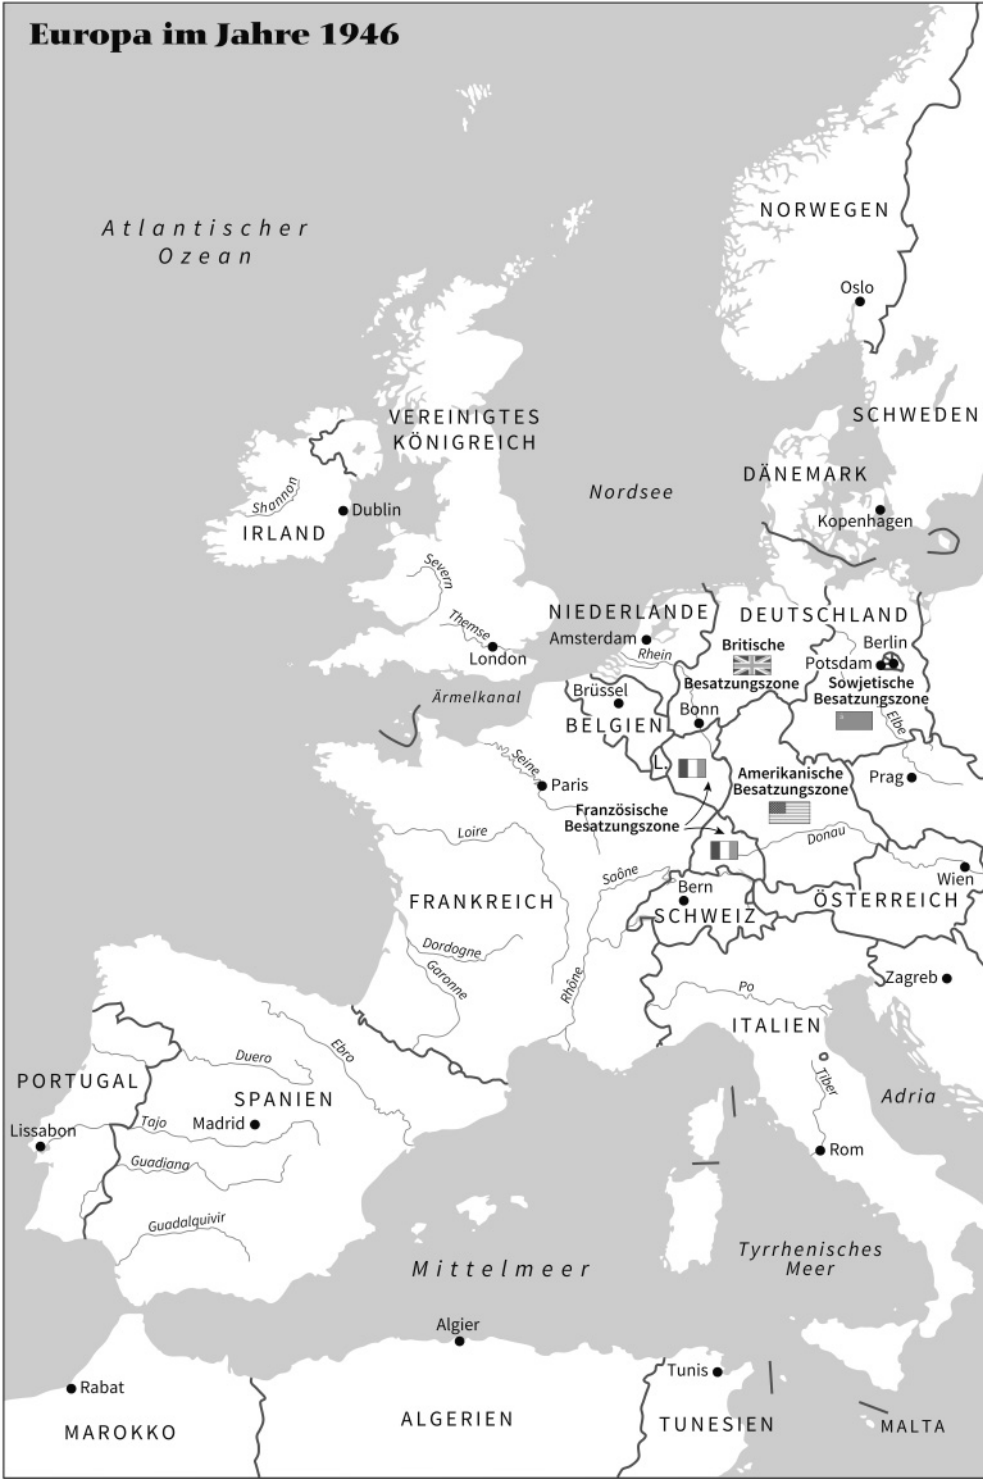 Europa im Jahre 1946
Atlantischer
Ozean
NORWEGEN
Oslo
VEREINIGTES
KÖNIGREICH
SCHWEDEN
DÄNEMARK
Nordsee
Shannon
Dublin
IRLAND
Kopenhagen
Severn
Themse
London
NIEDERLANDE
Amsterdam
Rhein
DEUTSCHLAND
Britische
Besatzungszone
Berlin
Potsdam
Sowjetische
Besatzungszone
Elbe
Ärmelkanal
Brüssel
BELGIEN
Bonn
L.
Seine
Paris
Französische
Besatzungszone
Amerikanische
Besatzungszone
Prag
Donau
Loire
Saône
Wien
Bern
SCHWEIZ
ÖSTERREICH
FRANKREICH
Dordogne
Garonne
Rhône
Zagreb
Po
ITALIEN
Ebro
Duero
PORTUGAL
SPANIEN
Tiber
Adria
Lissabon
Tajo
Madrid
Rom
Guadiana
Guadalquivir
Mittelmeer
Tyrrhenisches
Meer
Algier
Tunis
Rabat
MAROKKO
ALGERIEN
TUNESIEN
MALTA